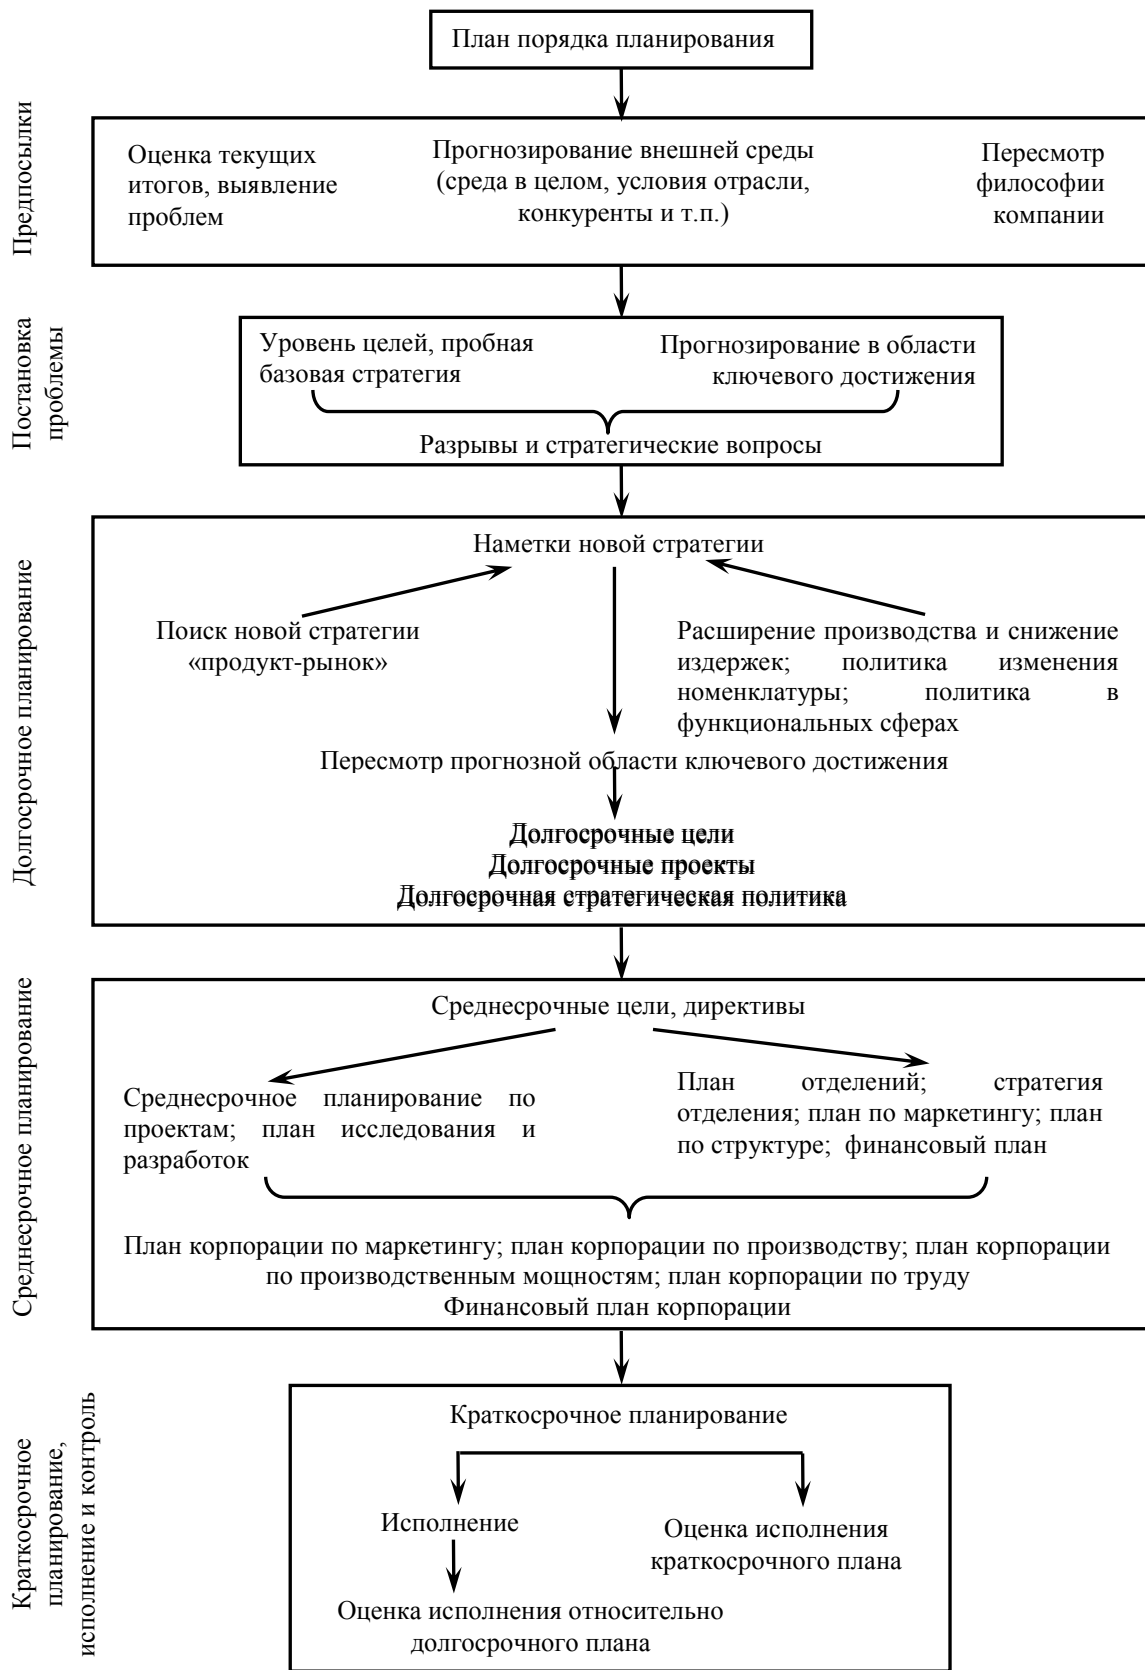 План порядка планирования
Предпосылки
Оценка текущих
итогов, выявление
проблем
Прогнозирование внешней среды
(среда в целом, условия отрасли,
конкуренты и т.п.)
Пересмотр
философии
компании
Постановка
проблемы
Уровень целей, пробная
базовая стратегия
Прогнозирование в области
ключевого достижения
Разрывы и стратегические вопросы
Долгосрочное планирование
Наметки новой стратегии
Поиск новой стратегии
«продукт-рынок»
Расширение производства и снижение
издержек; политика изменения
номенклатуры; политика в
функциональных сферах
Пересмотр прогнозной области ключевого достижения
Долгосрочные цели
Долгосрочные проекты
Долгосрочная стратегическая политика
Среднесрочное планирование
Среднесрочные цели, директивы
Среднесрочное планирование по
проектам; план исследования и
разработок
План отделений; стратегия
отделения; план по маркетингу; план
по структуре; финансовый план
План корпорации по маркетингу; план корпорации по производству; план корпорации
по производственным мощностям; план корпорации по труду
Финансовый план корпорации
Краткосрочное
планирование,
исполнение и контроль
Краткосрочное планирование
Исполнение
Оценка исполнения
краткосрочного плана
Оценка исполнения относительно
долгосрочного плана